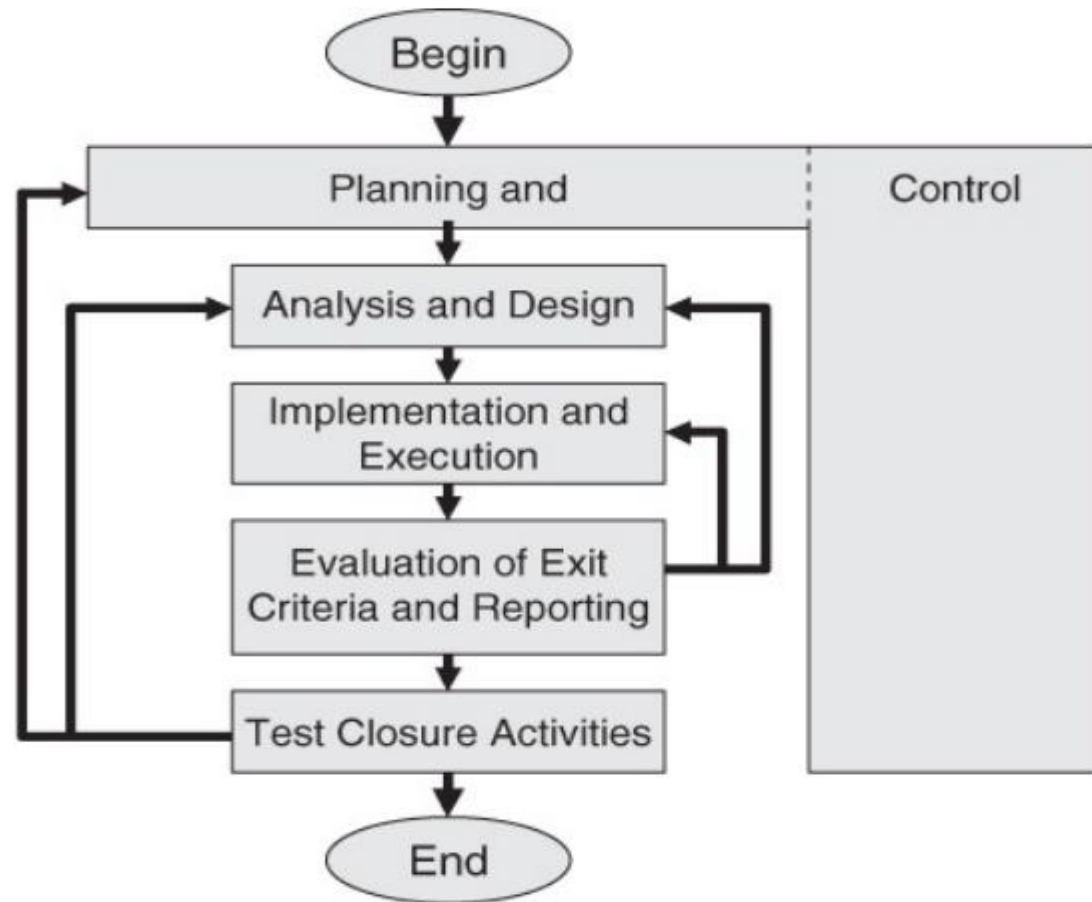 Begin
Planning and
Control
Analysis and Design
Implementation and
Execution
Evaluation of Exit
Criteria and Reporting
Test Closure Activities
End